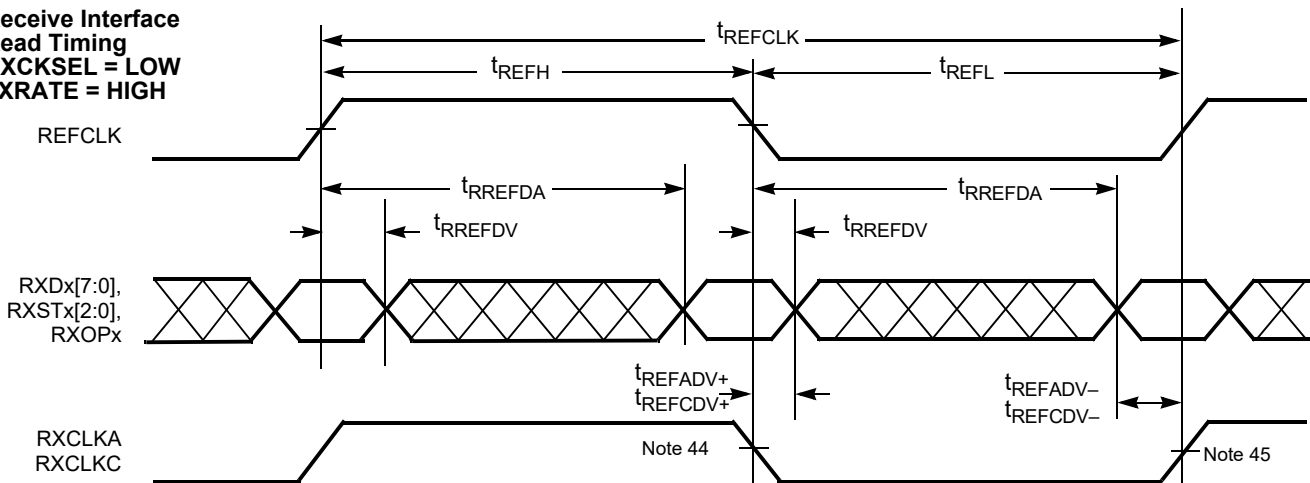 eceive Interface
ead Timing
XCKSEL = LOW
XRATE = HIGH
tREFCLK
tREFH
tREFL
REFCLK
tRREFDA
tRREFDA
tRREFDV
tRREFDV
RXDx[7:0],
RXSTx[2:0],
RXOPx
tREFADV+
tREFCDV+
tREFADV–
tREFCDV–
RXCLKA
RXCLKC
Note 44
Note 45